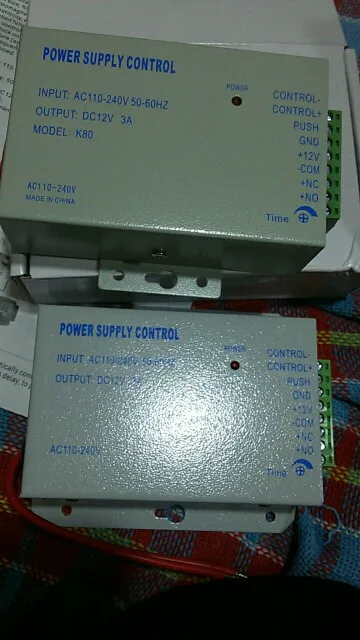 POWER SUPPLY CONTROL
INPUT: AC110-240V 50-60HZ
OUTPUT: DC12V 3A
MODEL: K80
AC110-240V
MADE IN CHINA
POWER
CONTROL-
CONTROL+
PUSH
GND
+12V
-COM
+NC
+NO
Time
POWER SUPPLY CONTROL
INPUT: AC110-240V 50-60HZ
OUTPUT: DC12V 3A
AC110-240V
POWER
CONTROL-
CONTROL+
PUSH
GND
+12V
-COM
+NC
+NO
Time
delay, to